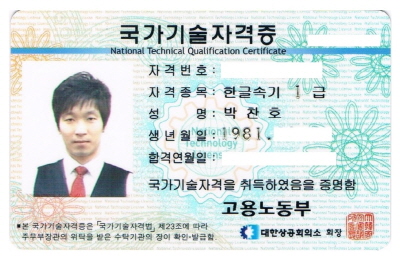 국가기술자격증
National Technical Qualification Certificate
자격번호 :
자격종목 : 한글속기 1 급
성 명 : 박 찬 호
생년월일 : 1981.
합격연월일 :
Technology
국가기술자격을 취득하였음을 증명함
고용노동부
■본 국가기술자격증은 「국가기술자격법」 제23조에 따라
주무부장관의 위탁을 받은 수탁기관의 장이 확인·발급함.
대한상공회의소 회장